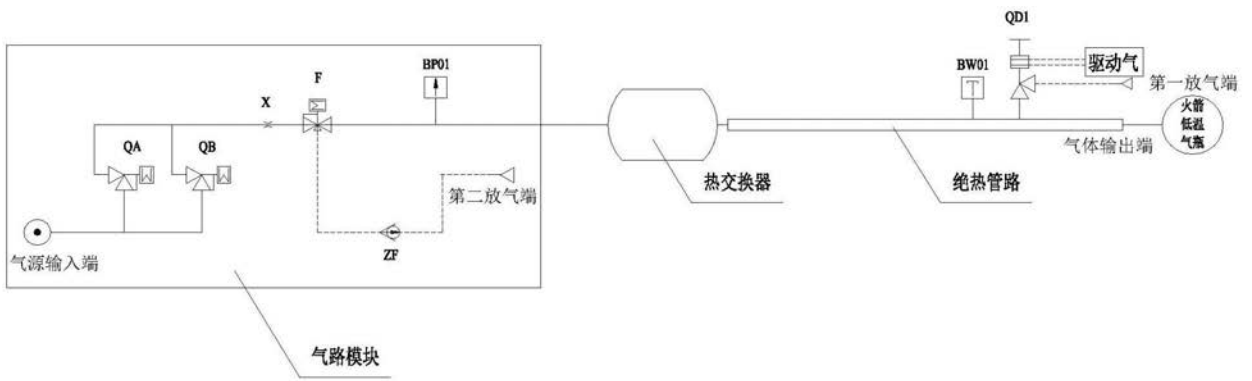 QD1
驱动气
BP01
BW01
F
第一放气端
X
火箭
低温
气瓶
QA
QB
气体输出端
热交换器
绝热管路
第二放气端
ZF
气源输入端
气路模块